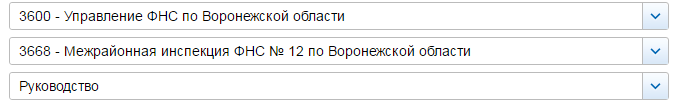 3600 - Управление ФНС по Воронежской области
3668 - Межрайонная инспекция ФНС № 12 по Воронежской области
Руководство